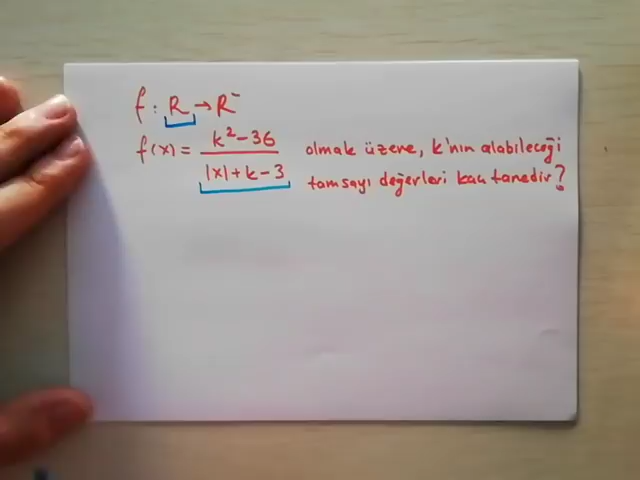 f: R → R⁻
f(x) = k² - 36 / |x| + k - 3 olmak üzere, k'nın alabileceği
tamsayı değerleri kaç tanedir?